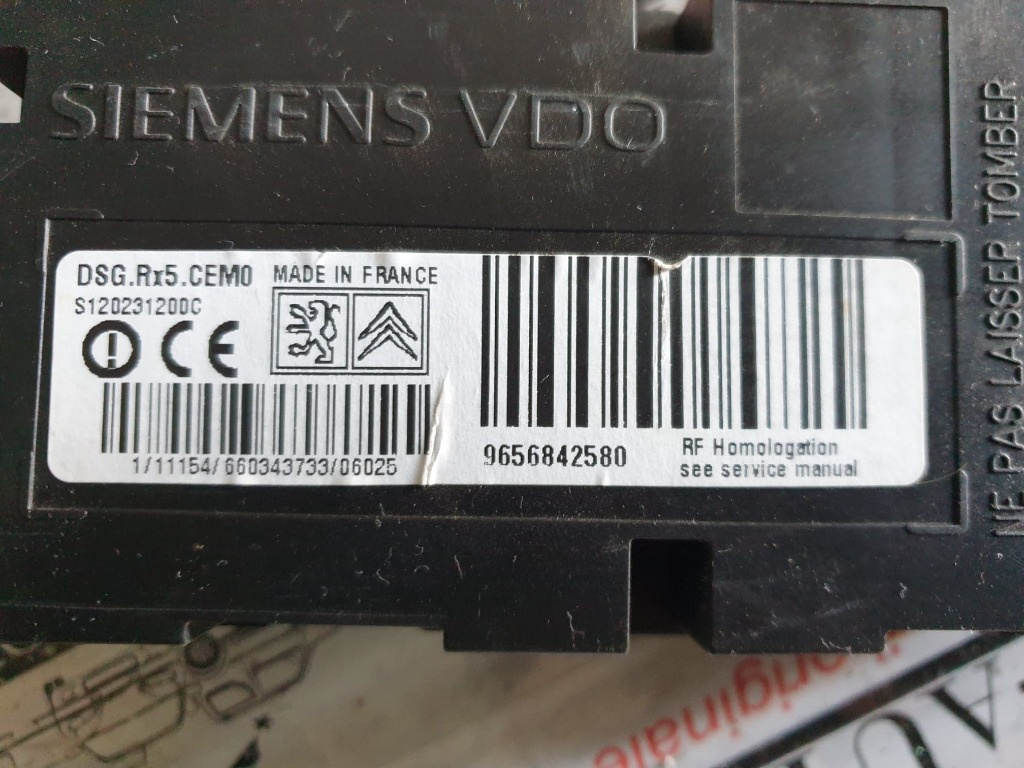 SIEMENS VDO
NE PAS LAISSER TOMBER
DSG.Rx5.CEM0
MADE IN FRANCE
S120231200C
CE
1/11154/660343733/06025
9656842580
RF Homologation
see service manual
originale